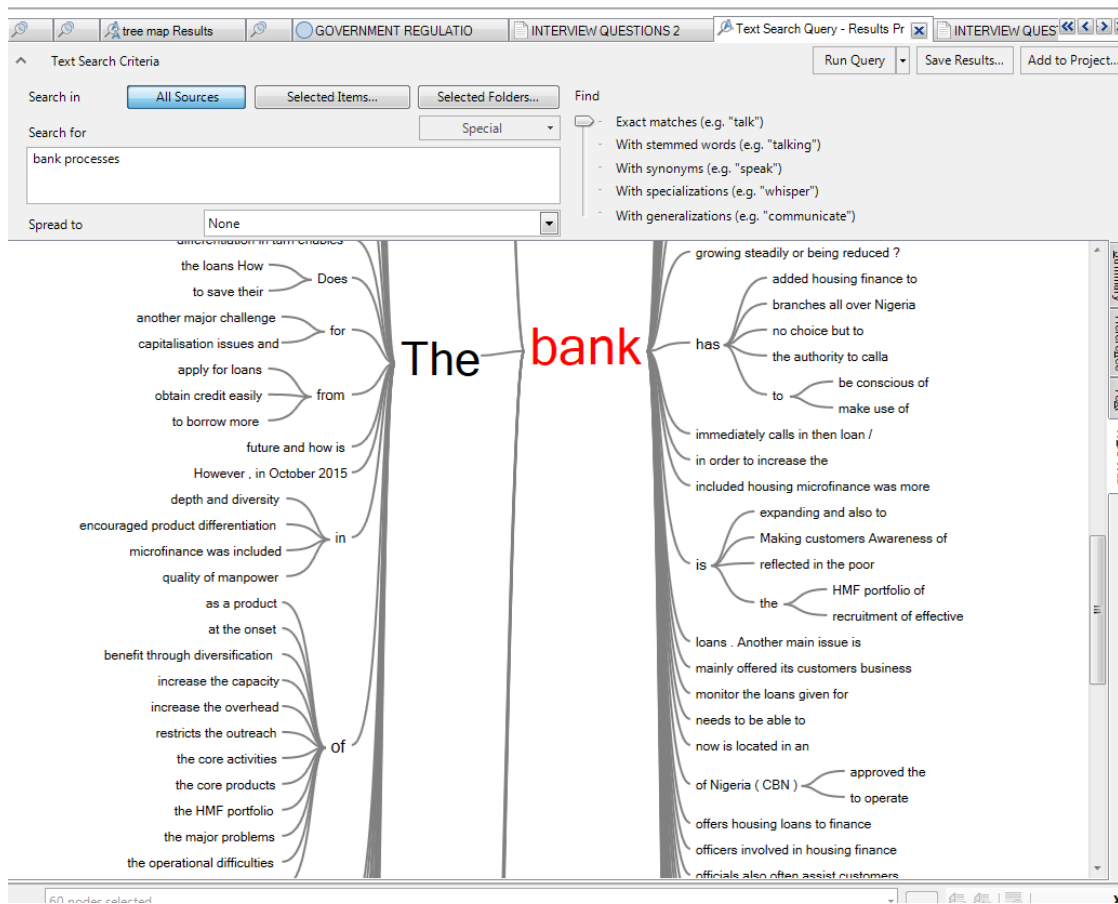 tree map Results
GOVERNMENT REGULATIO
INTERVIEW QUESTIONS 2
Text Search Query - Results Pr
INTERVIEW QUES
Text Search Criteria
Run Query
Save Results...
Add to Project...
Search in
All Sources
Selected Items...
Selected Folders...
Find
Search for
Special
bank processes
Exact matches (e.g. "talk")
With stemmed words (e.g. "talking")
With synonyms (e.g. "speak")
With specializations (e.g. "whisper")
With generalizations (e.g. "communicate")
Spread to
None
differentiation in turn enables
the loans How
to save their
Does
another major challenge
capitalisation issues and
for
apply for loans
obtain credit easily
to borrow more
from
future and how is
However , in October 2015
depth and diversity
encouraged product differentiation
microfinance was included
quality of manpower
in
as a product
at the onset
benefit through diversification
increase the capacity
increase the overhead
restricts the outreach
the core activities
the core products
the HMF portfolio
the major problems
the operational difficulties
of
The
bank
growing steadily or being reduced ?
has
added housing finance to
branches all over Nigeria
no choice but to
the authority to calla
to
be conscious of
make use of
immediately calls in then loan /
in order to increase the
included housing microfinance was more
is
expanding and also to
Making customers Awareness of
reflected in the poor
the
HMF portfolio of
recruitment of effective
loans . Another main issue is
mainly offered its customers business
monitor the loans given for
needs to be able to
now is located in an
of Nigeria ( CBN )
approved the
to operate
offers housing loans to finance
officers involved in housing finance
officials also often assist customers
60 nodes selected